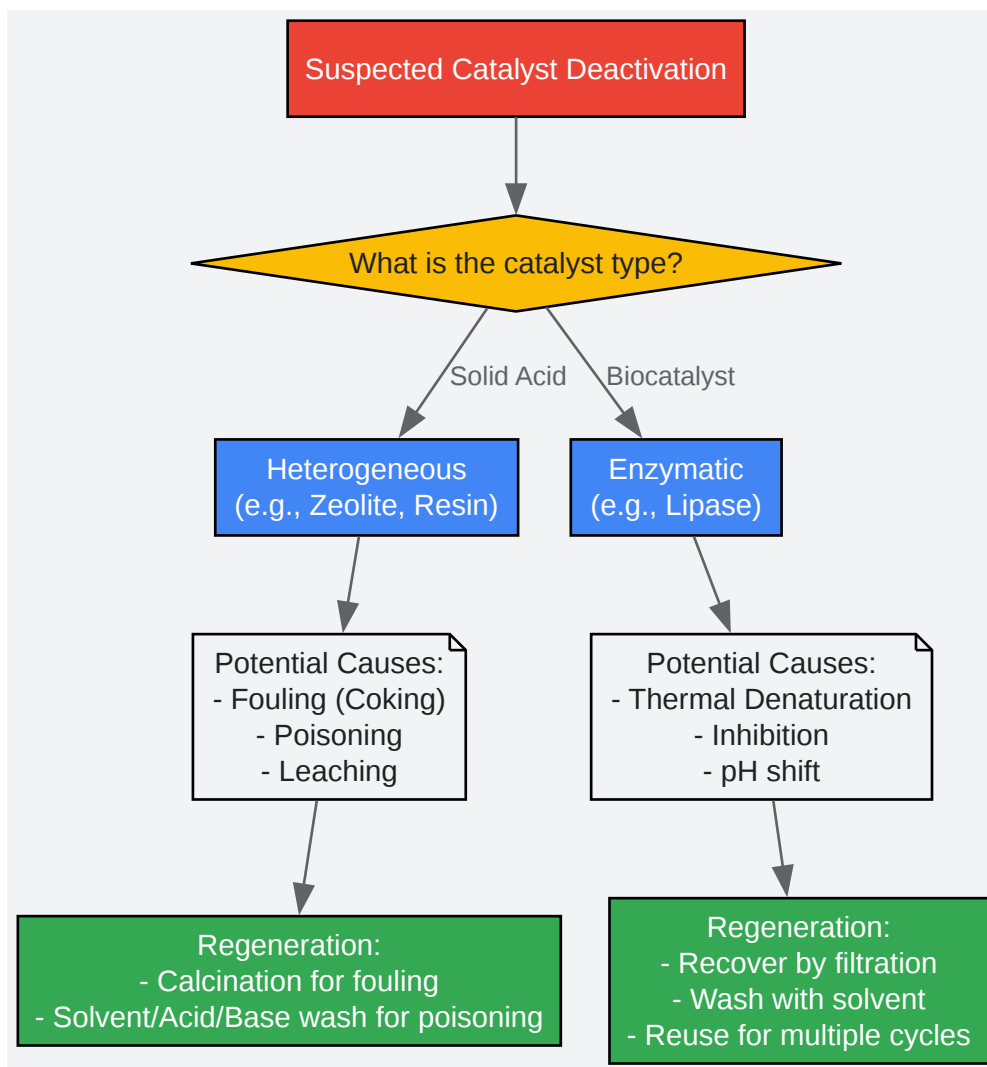 Suspected Catalyst Deactivation
What is the catalyst type?
Solid Acid
Biocatalyst
Heterogeneous
(e.g., Zeolite, Resin)
Enzymatic
(e.g., Lipase)
Potential Causes:
- Fouling (Coking)
- Poisoning
- Leaching
Potential Causes:
- Thermal Denaturation
- Inhibition
- pH shift
Regeneration:
- Calcination for fouling
- Solvent/Acid/Base wash for poisoning
Regeneration:
- Recover by filtration
- Wash with solvent
- Reuse for multiple cycles